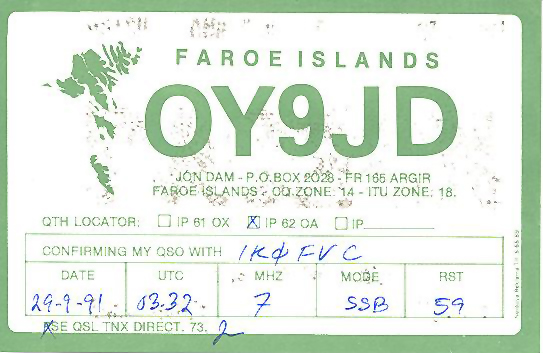 FAROE ISLANDS
OY9JD
JON DAM - P.O. BOX 2028 - FR 165 ARGIR
FAROE ISLANDS - CQ ZONE: 14 - ITU ZONE: 18.
QTH LOCATOR: ☐ IP 61 OX ☒ IP 62 OA ☐ IP
CONFIRMING MY QSO WITH IKØFVC
DATE UTC MHZ MODE RST
29-9-91 03.32 7 SSB 59
PSE QSL TNX DIRECT. 73.